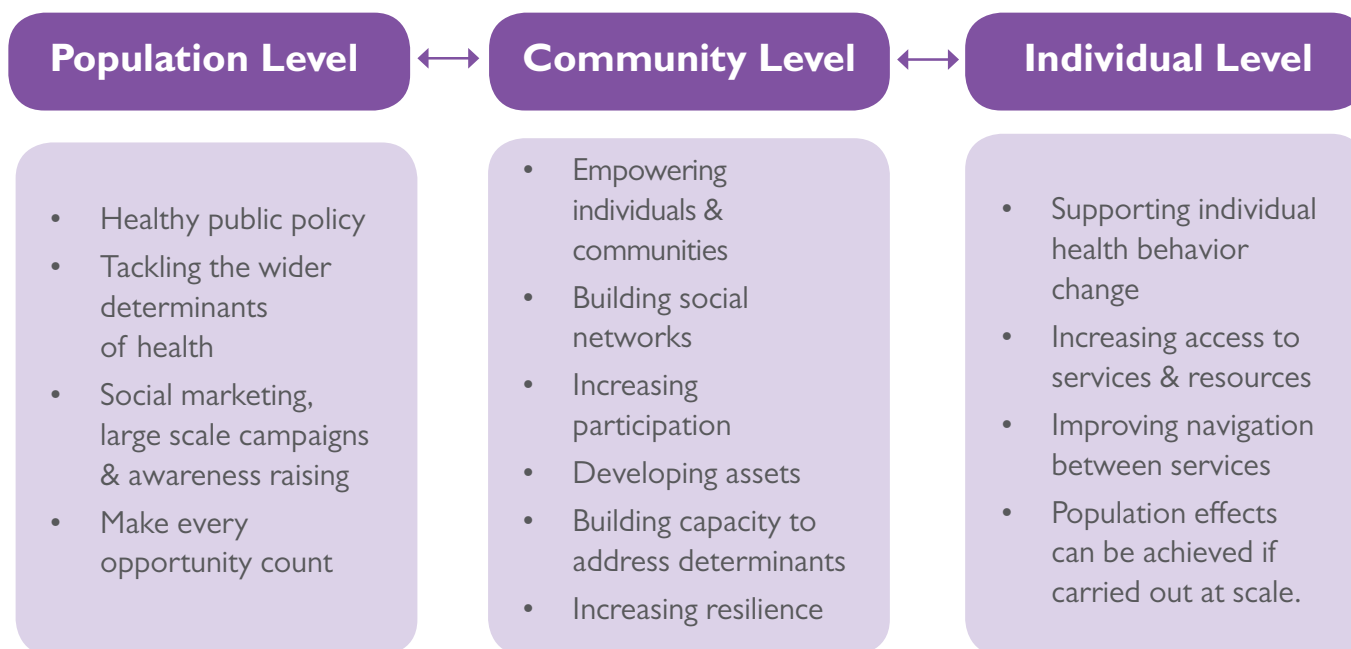 Population Level
Community Level
Individual Level
• Healthy public policy
• Tackling the wider
determinants
of health
• Social marketing,
large scale campaigns
& awareness raising
• Make every
opportunity count
• Empowering
individuals &
communities
• Building social
networks
• Increasing
participation
• Developing assets
• Building capacity to
address determinants
• Increasing resilience
• Supporting individual
health behavior
change
• Increasing access to
services & resources
• Improving navigation
between services
• Population effects
can be achieved if
carried out at scale.